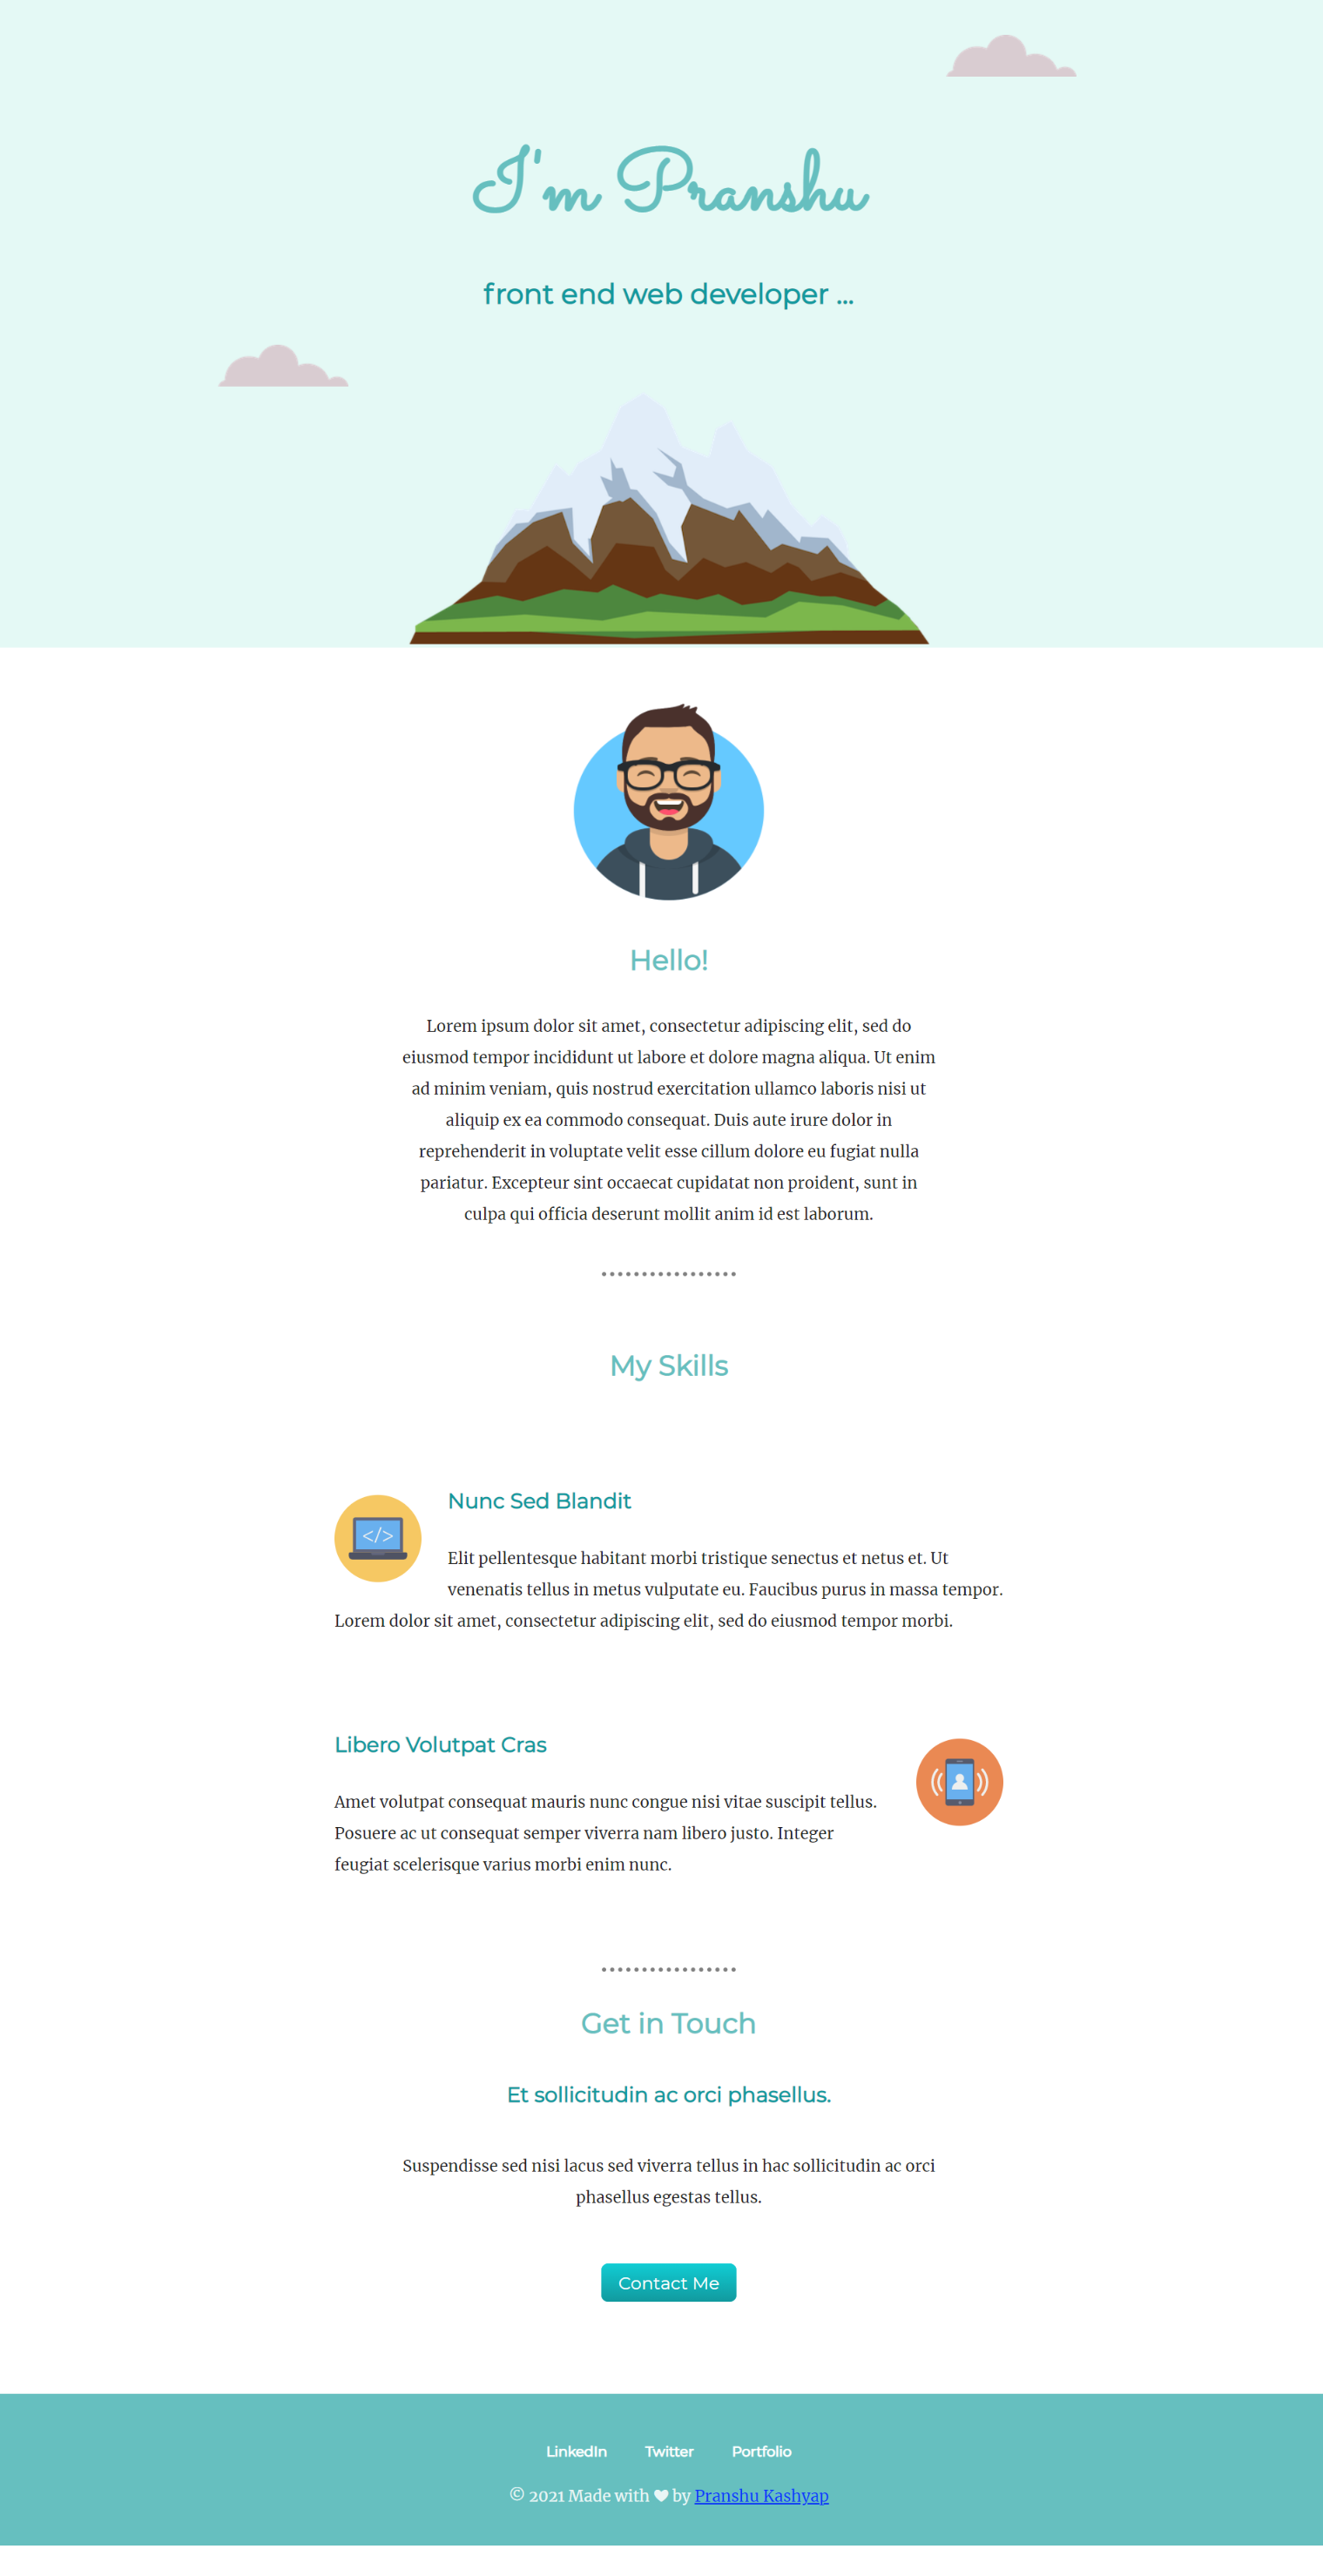 I'm Pranshu
front end web developer ...
Hello!
Lorem ipsum dolor sit amet, consectetur adipiscing elit, sed do
eiusmod tempor incididunt ut labore et dolore magna aliqua. Ut enim
ad minim veniam, quis nostrud exercitation ullamco laboris nisi ut
aliquip ex ea commodo consequat. Duis aute irure dolor in
reprehenderit in voluptate velit esse cillum dolore eu fugiat nulla
pariatur. Excepteur sint occaecat cupidatat non proident, sunt in
culpa qui officia deserunt mollit anim id est laborum.
My Skills
</>
Nunc Sed Blandit
Elit pellentesque habitant morbi tristique senectus et netus et. Ut
venenatis tellus in metus vulputate eu. Faucibus purus in massa tempor.
Lorem dolor sit amet, consectetur adipiscing elit, sed do eiusmod tempor morbi.
Libero Volutpat Cras
Amet volutpat consequat mauris nunc congue nisi vitae suscipit tellus.
Posuere ac ut consequat semper viverra nam libero justo. Integer
feugiat scelerisque varius morbi enim nunc.
Get in Touch
Et sollicitudin ac orci phasellus.
Suspendisse sed nisi lacus sed viverra tellus in hac sollicitudin ac orci
phasellus egestas tellus.
Contact Me
LinkedIn Twitter Portfolio
© 2021 Made with ❤ by Pranshu Kashyap